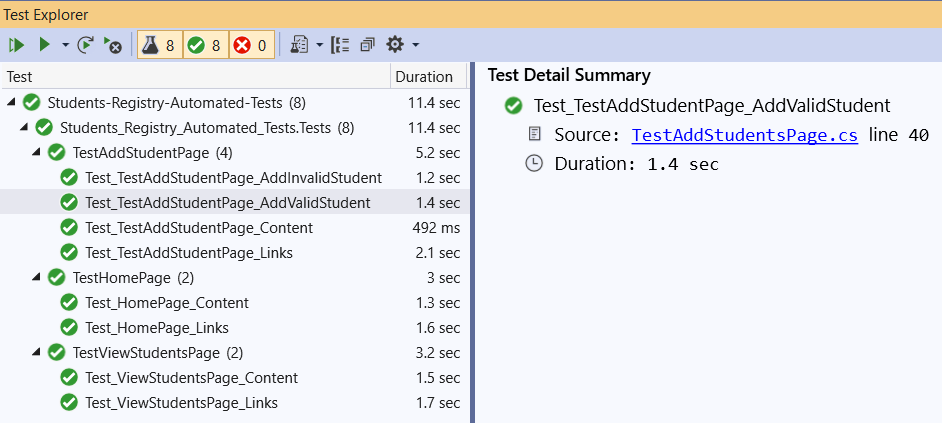 Test Explorer
8 8 0
Test Duration
Students-Registry-Automated-Tests (8) 11.4 sec
Students_Registry_Automated_Tests.Tests (8) 11.4 sec
TestAddStudentPage (4) 5.2 sec
Test_TestAddStudentPage_AddInvalidStudent 1.2 sec
Test_TestAddStudentPage_AddValidStudent 1.4 sec
Test_TestAddStudentPage_Content 492 ms
Test_TestAddStudentPage_Links 2.1 sec
TestHomePage (2) 3 sec
Test_HomePage_Content 1.3 sec
Test_HomePage_Links 1.6 sec
TestViewStudentsPage (2) 3.2 sec
Test_ViewStudentsPage_Content 1.5 sec
Test_ViewStudentsPage_Links 1.7 sec
Test Detail Summary
Test_TestAddStudentPage_AddValidStudent
Source: TestAddStudentsPage.cs line 40
Duration: 1.4 sec